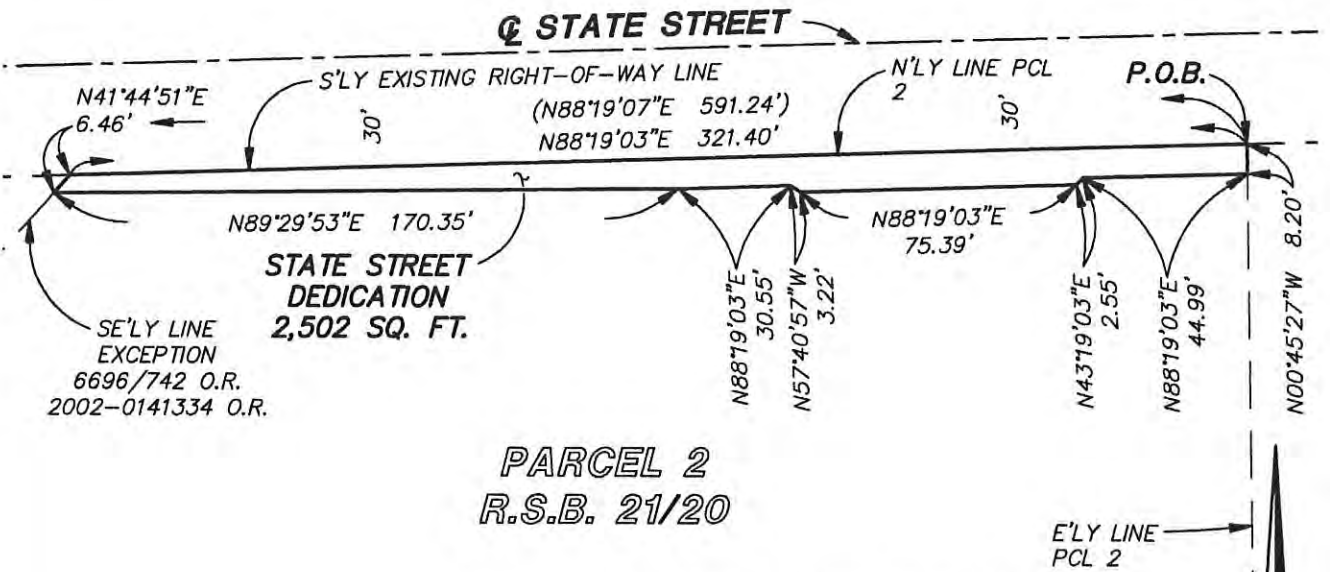 ℄ STATE STREET
S'LY EXISTING RIGHT-OF-WAY LINE
N'LY LINE PCL
2
P.O.B.
N41°44'51"E
6.46'
30'
(N88°19'07"E 591.24')
N88°19'03"E 321.40'
30'
N89°29'53"E 170.35'
STATE STREET
DEDICATION
2,502 SQ. FT.
N88°19'03"E
30.55'
N57°40'57"W
3.22'
N88°19'03"E
75.39'
N43°19'03"E
2.55'
N88°19'03"E
44.99'
N00°45'27"W 8.20'
SE'LY LINE
EXCEPTION
6696/742 O.R.
2002-0141334 O.R.
PARCEL 2
R.S.B. 21/20
E'LY LINE
PCL 2